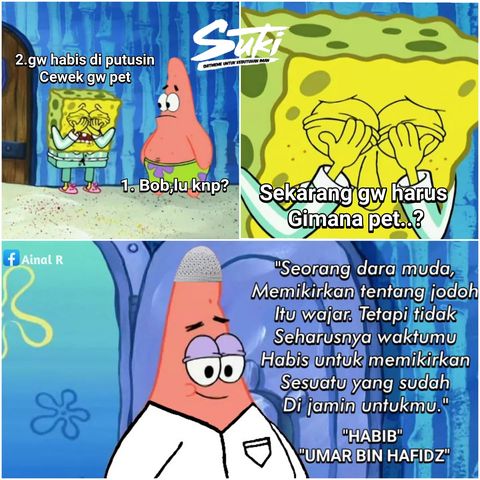 Suki
2.gw habis di putusin
Cewek gw pet
1. Bob,lu knp?
Sekarang gw harus
Gimana pet..?
Ainal R
"Seorang dara muda,
Memikirkan tentang jodoh
Itu wajar. Tetapi tidak
Seharusnya waktumu
Habis untuk memikirkan
Sesuatu yang sudah
Di jamin untukmu."
"HABIB"
"UMAR BIN HAFIDZ"